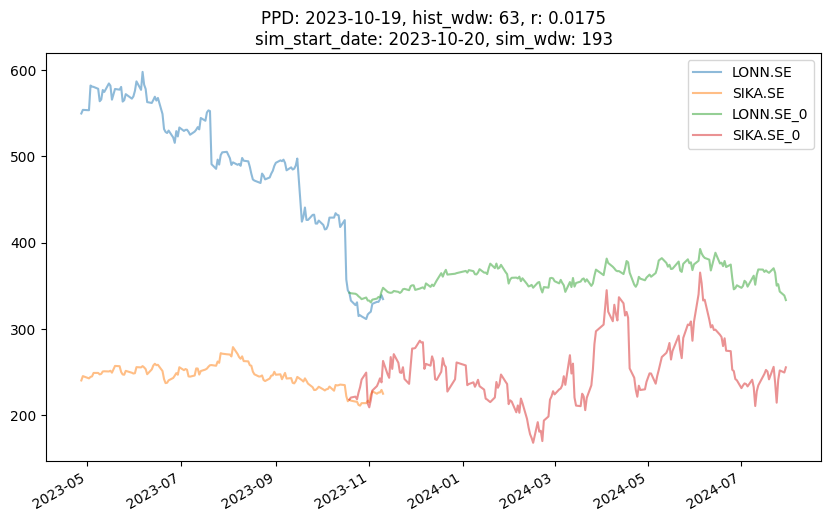 PPD: 2023-10-19, hist_wdw: 63, r: 0.0175
sim_start_date: 2023-10-20, sim_wdw: 193
600
500
400
300
200
LONN.SE
SIKA.SE
LONN.SE_0
SIKA.SE_0
2023-05
2023-07
2023-09
2023-11
2024-01
2024-03
2024-05
2024-07